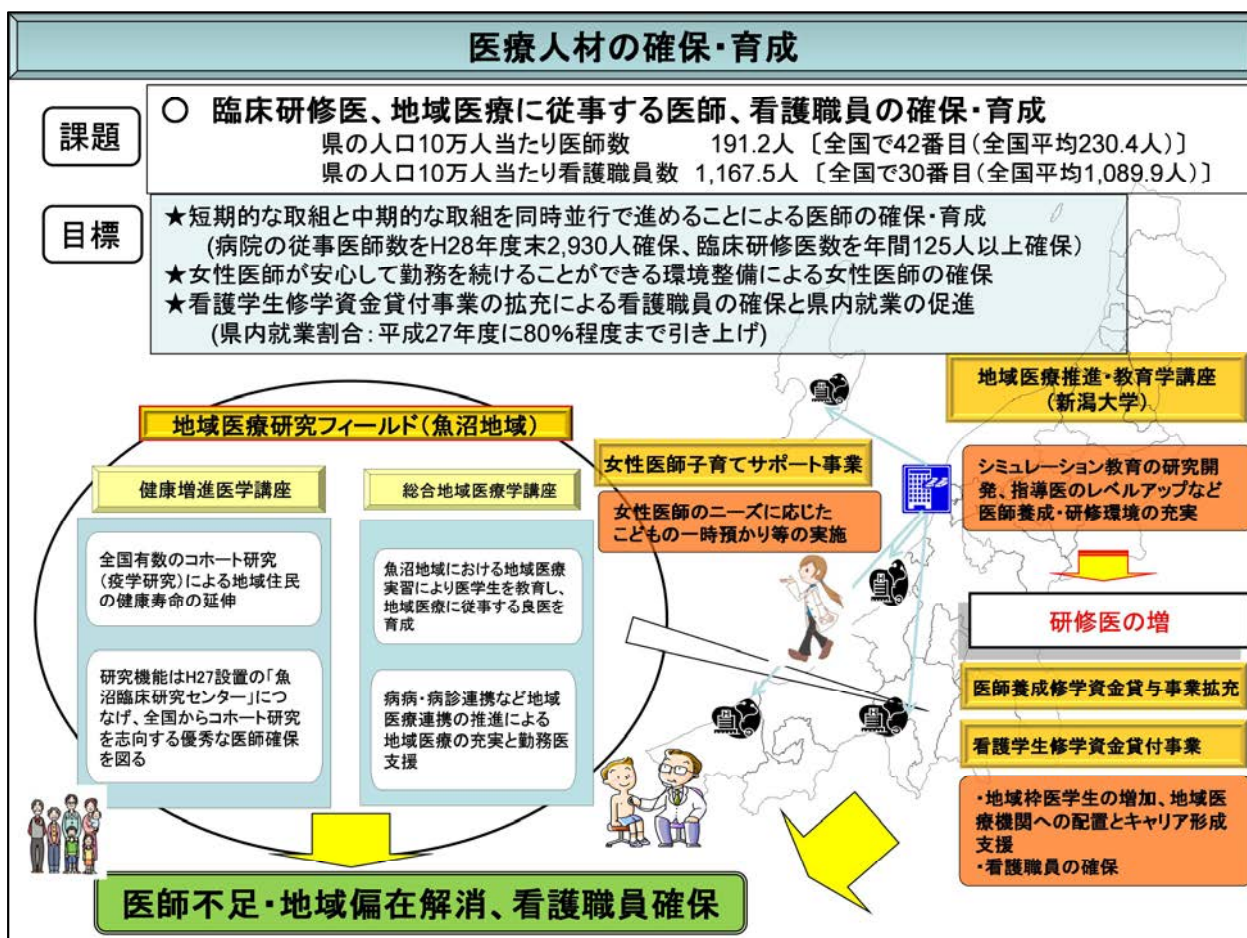 医療人材の確保・育成
課題
○ 臨床研修医、地域医療に従事する医師、看護職員の確保・育成
県の人口10万人当たり医師数 191.2人 〔全国で42番目(全国平均230.4人)〕
県の人口10万人当たり看護職員数 1,167.5人 〔全国で30番目(全国平均1,089.9人)〕
目標
★短期的な取組と中期的な取組を同時並行で進めることによる医師の確保・育成
(病院の従事医師数をH28年度末2,930人確保、臨床研修医数を年間125人以上確保)
★女性医師が安心して勤務を続けることができる環境整備による女性医師の確保
★看護学生修学資金貸付事業の拡充による看護職員の確保と県内就業の促進
(県内就業割合:平成27年度に80%程度まで引き上げ)
地域医療研究フィールド(魚沼地域)
健康増進医学講座
全国有数のコホート研究
(疫学研究)による地域住民
の健康寿命の延伸
研究機能はH27設置の「魚
沼臨床研究センター」につ
なげ、全国からコホート研究
を志向する優秀な医師確保
を図る
総合地域医療学講座
魚沼地域における地域医療
実習により医学生を教育し、
地域医療に従事する良医を
育成
病病・病診連携など地域
医療連携の推進による
地域医療の充実と勤務医
支援
女性医師子育てサポート事業
女性医師のニーズに応じた
こどもの一時預かり等の実施
地域医療推進・教育学講座
(新潟大学)
シミュレーション教育の研究開
発、指導医のレベルアップなど
医師養成・研修環境の充実
研修医の増
医師養成修学資金貸与事業拡充
看護学生修学資金貸付事業
・地域枠医学生の増加、地域医
療機関への配置とキャリア形成
支援
・看護職員の確保
医師不足・地域偏在解消、看護職員確保